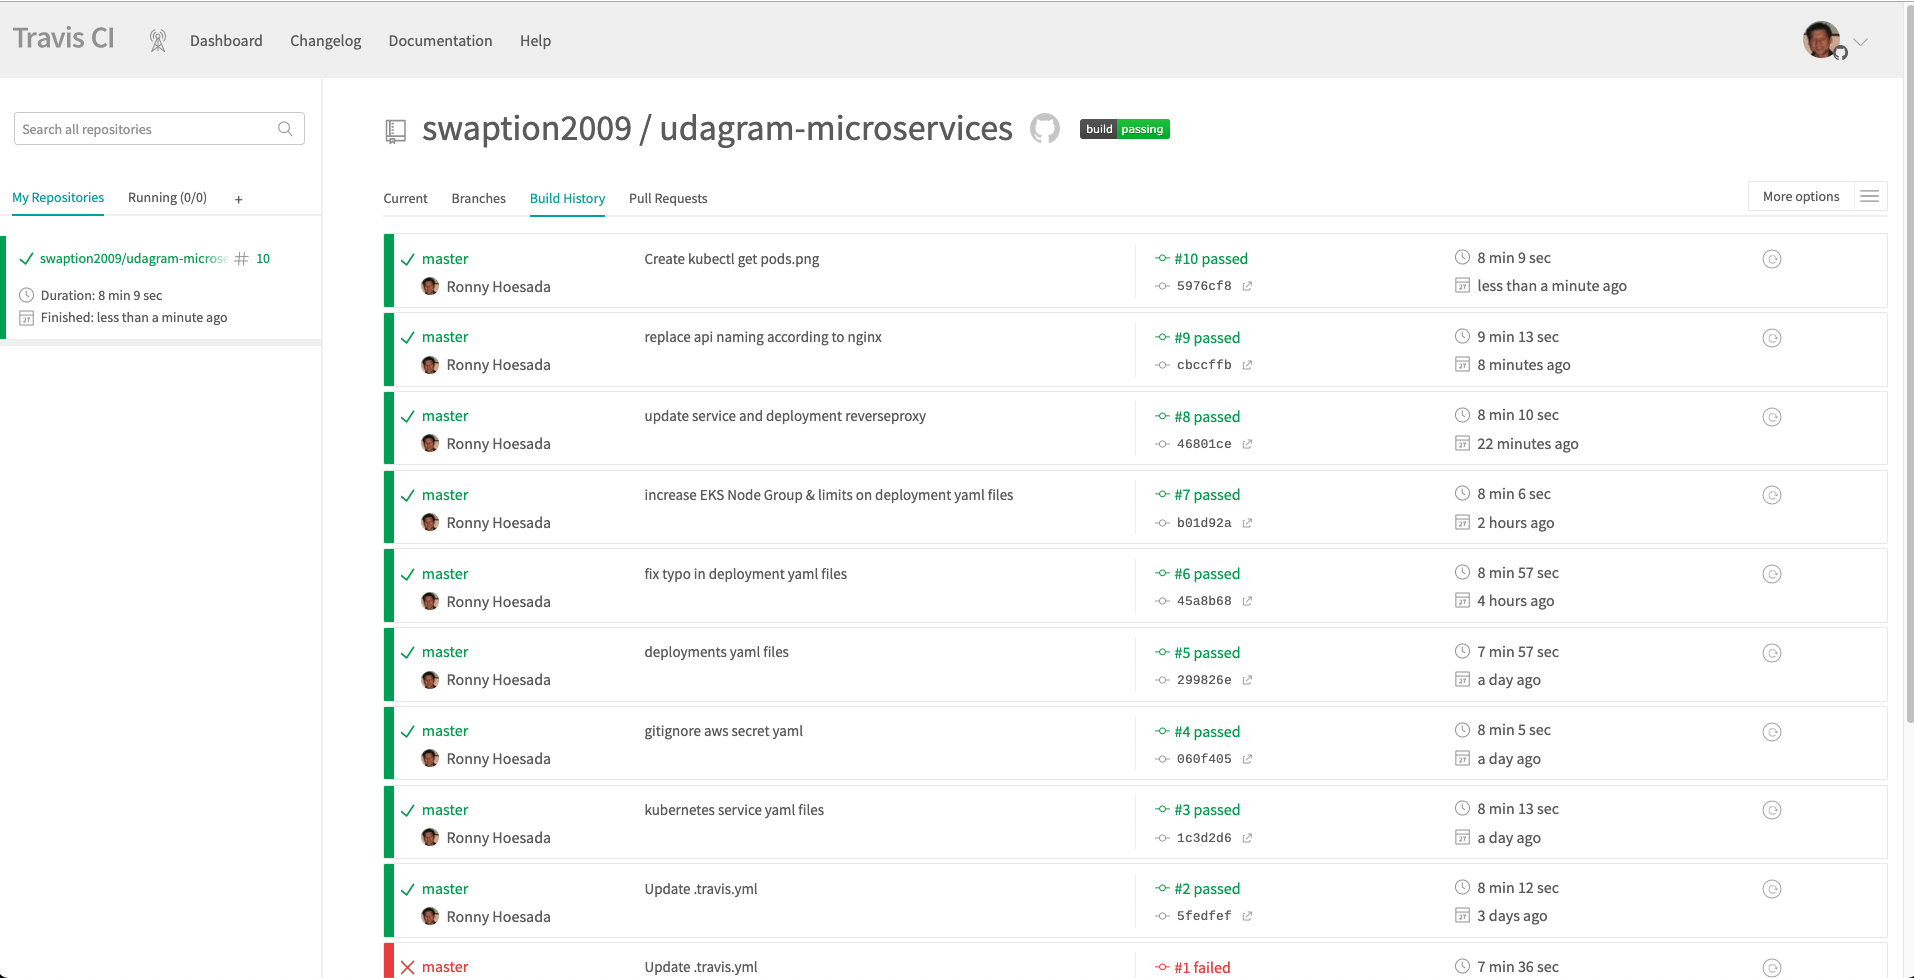 Travis CI
Dashboard
Changelog
Documentation
Help
Search all repositories
My Repositories
Running (0/0)
+
swaption2009/udagram-microse
# 10
Duration: 8 min 9 sec
Finished: less than a minute ago
swaption2009 / udagram-microservices
build passing
Current
Branches
Build History
Pull Requests
More options
master
Ronny Hoesada
Create kubectl get pods.png
#10 passed
5976cf8
8 min 9 sec
less than a minute ago
master
Ronny Hoesada
replace api naming according to nginx
#9 passed
cbccffb
9 min 13 sec
8 minutes ago
master
Ronny Hoesada
update service and deployment reverseproxy
#8 passed
46801ce
8 min 10 sec
22 minutes ago
master
Ronny Hoesada
increase EKS Node Group & limits on deployment yaml files
#7 passed
b01d92a
8 min 6 sec
2 hours ago
master
Ronny Hoesada
fix typo in deployment yaml files
#6 passed
45a8b68
8 min 57 sec
4 hours ago
master
Ronny Hoesada
deployments yaml files
#5 passed
299826e
7 min 57 sec
a day ago
master
Ronny Hoesada
gitignore aws secret yaml
#4 passed
060f405
8 min 5 sec
a day ago
master
Ronny Hoesada
kubernetes service yaml files
#3 passed
1c3d2d6
8 min 13 sec
a day ago
master
Ronny Hoesada
Update .travis.yml
#2 passed
5fedfef
8 min 12 sec
3 days ago
master
Update .travis.yml
#1 failed
7 min 36 sec